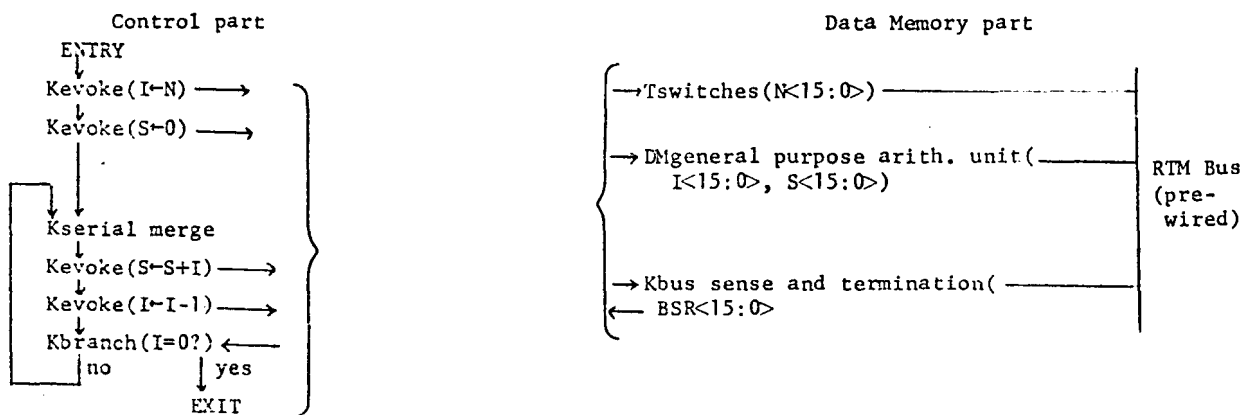 Control part
ENTRY
Kevoke(I←N)
Kevoke(S←0)
Kserial merge
Kevoke(S←S+I)
Kevoke(I←I-1)
Kbranch(I=0?)
no yes
EXIT
Data Memory part
Tswitches(N<15:0>)
DMgeneral purpose arith. unit(
I<15:0>, S<15:0>)
Kbus sense and termination(
BSR<15:0>
RTM Bus
(pre-
wired)